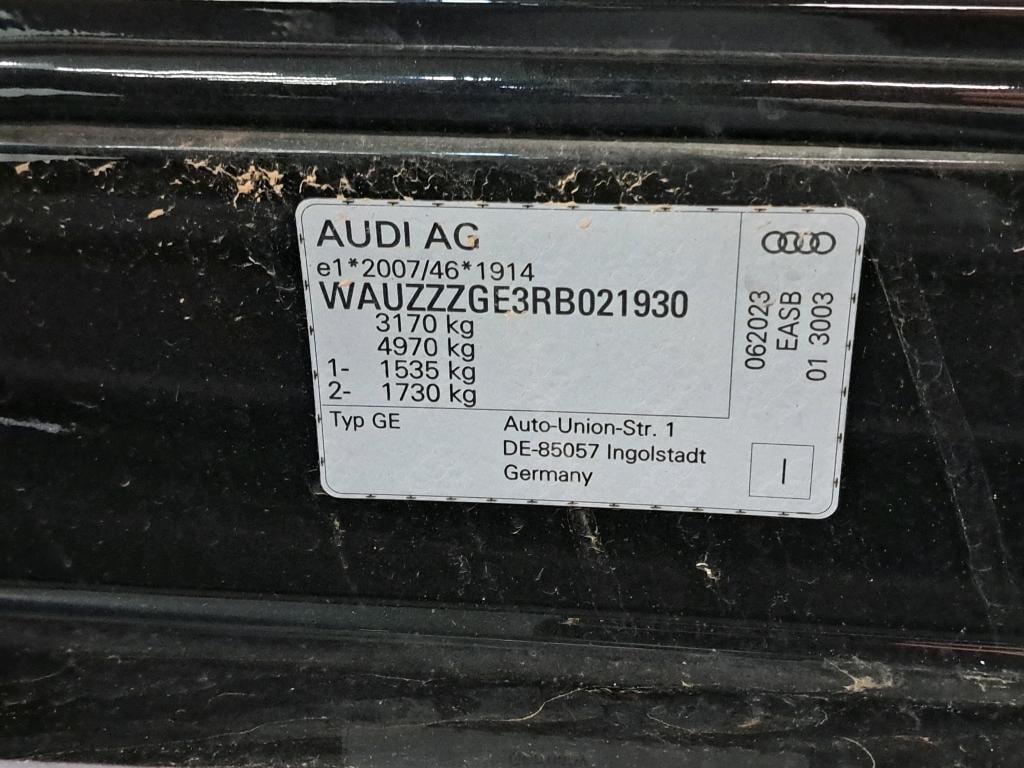 AUDI AG
e1*2007/46*1914
WAUZZZGE3RB021930
3170 kg
4970 kg
1- 1535 kg
2- 1730 kg
Typ GE
Auto-Union-Str. 1
DE-85057 Ingolstadt
Germany
062023
EASB
01 3003
I